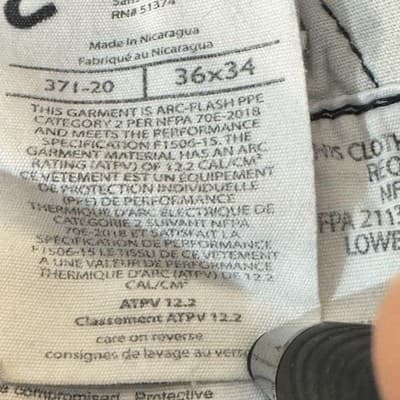 RN# 51374
Made in Nicaragua
Fabriqué au Nicaragua
371-20 36x34
THIS GARMENT IS ARC-FLASH PPE
CATEGORY 2 PER NFPA 70E-2018
AND MEETS THE PERFORMANCE
SPECIFICATION F1506-15. THE
GARMENT MATERIAL HAS AN ARC
RATING (ATPV) OF 12.2 CAL/CM²
CE VÊTEMENT EST UN ÉQUIPEMENT
DE PROTECTION INDIVIDUELLE
(PPE) DE PERFORMANCE
THERMIQUE D'ARC ÉLECTRIQUE DE
CATÉGORIE 2 SUIVANT NFPA
70E-2018 ET SATISFAIT LA
SPÉCIFICATION DE PERFORMANCE
F1506-15 LE TISSU DE CE VÊTEMENT
A UNE VALEUR DE PERFORMANCE
THERMIQUE D'ARC (ATPV) DE 12.2
CAL/CM²
ATPV 12.2
Classement ATPV 12.2
care on reverse
consignes de lavage au verso
CLOTH
NFPA 2113
LOWE
compromised. Protective